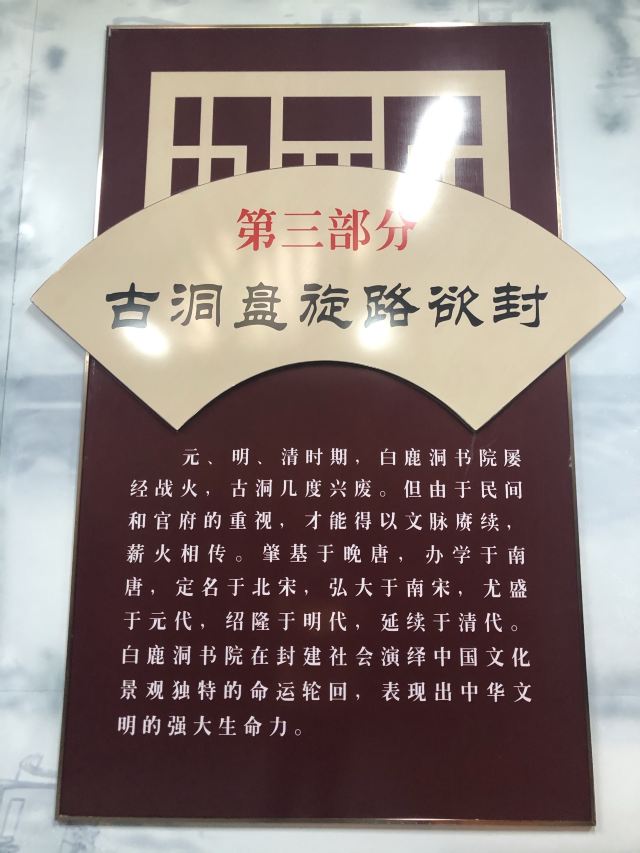 第三部分
古洞盘旋路欲封
元、明、清时期，白鹿洞书院屡
经战火，古洞几度兴废。但由于民间
和官府的重视，才能得以文脉赓续，
薪火相传。肇基于晚唐，办学于南
唐，定名于北宋，弘大于南宋，尤盛
于元代，绍隆于明代，延续于清代。
白鹿洞书院在封建社会演绎中国文化
景观独特的命运轮回，表现出中华文
明的强大生命力。